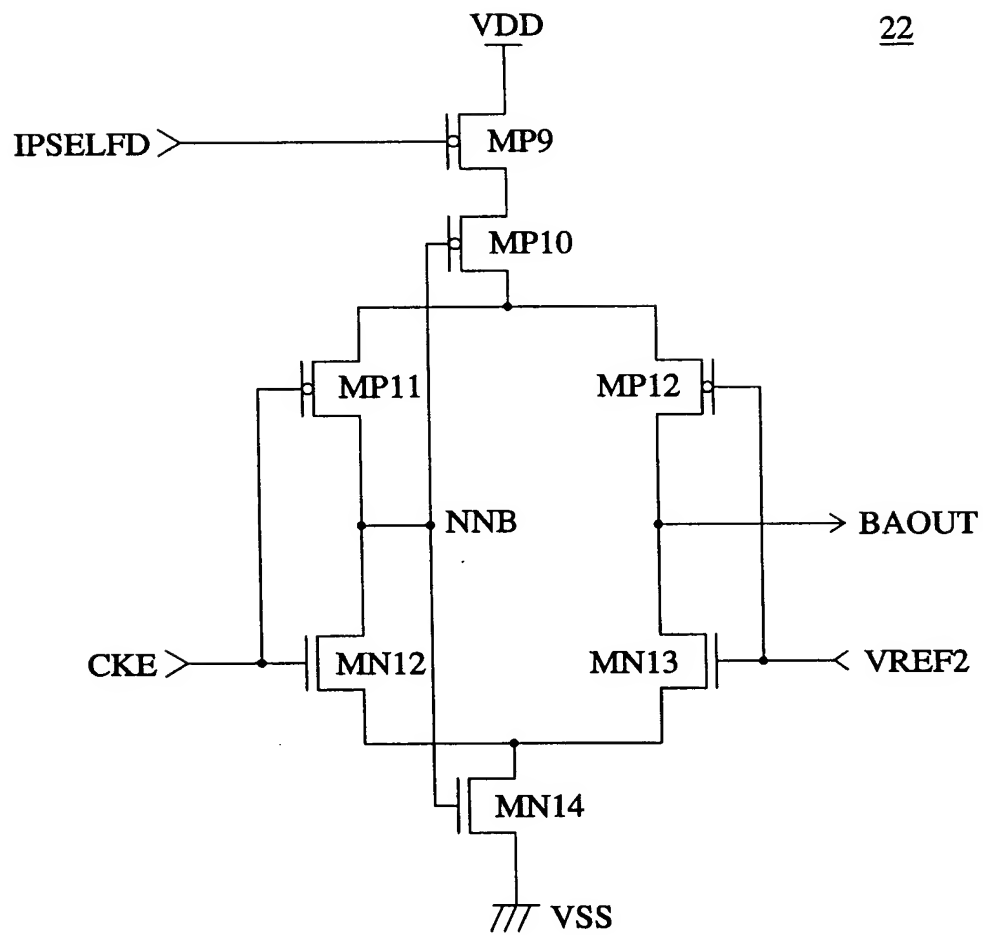 VDD
22
IPSELFD
MP9
MP10
MP11
MP12
NNB
BAOUT
CKE
MN12
MN13
VREF2
MN14
VSS